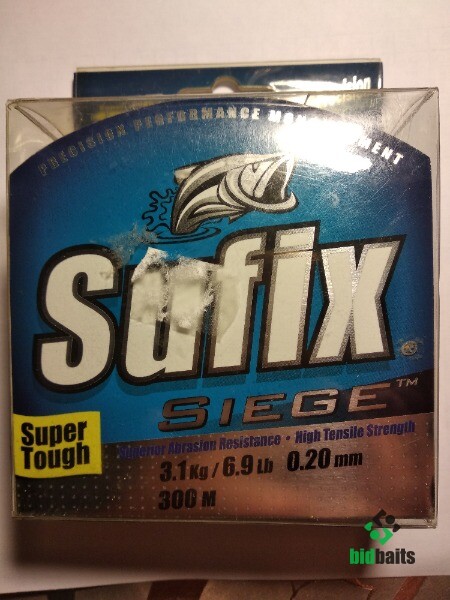 PRECISION PERFORMANCE MONOFILAMENT
Sufix®
SIEGE™
Super
Tough
Superior Abrasion Resistance • High Tensile Strength
3.1 Kg / 6.9 Lb 0.20 mm
300 M
bidbaits